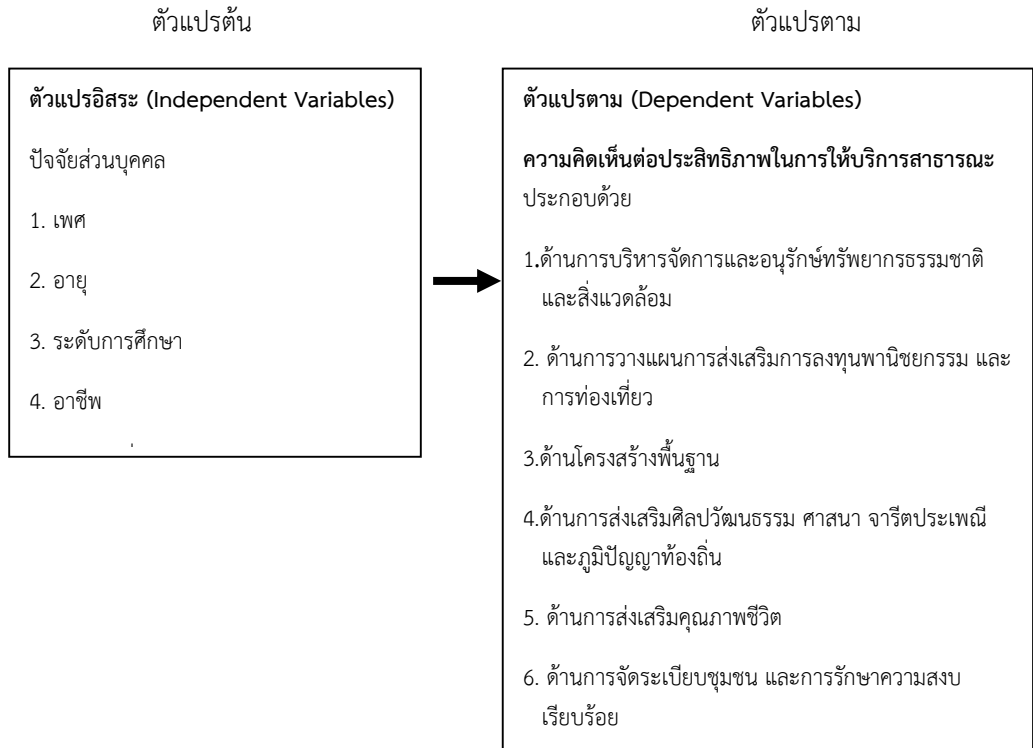 ตัวแปรต้น
ตัวแปรตาม
ตัวแปรอิสระ (Independent Variables)
ปัจจัยส่วนบุคคล
1. เพศ
2. อายุ
3. ระดับการศึกษา
4. อาชีพ
ตัวแปรตาม (Dependent Variables)
ความคิดเห็นต่อประสิทธิภาพในการให้บริการสาธารณะ
ประกอบด้วย
1.ด้านการบริหารจัดการและอนุรักษ์ทรัพยากรธรรมชาติ
และสิ่งแวดล้อม
2. ด้านการวางแผนการส่งเสริมการลงทุนพานิชยกรรม และ
การท่องเที่ยว
3.ด้านโครงสร้างพื้นฐาน
4.ด้านการส่งเสริมศิลปวัฒนธรรม ศาสนา จารีตประเพณี
และภูมิปัญญาท้องถิ่น
5. ด้านการส่งเสริมคุณภาพชีวิต
6. ด้านการจัดระเบียบชุมชน และการรักษาความสงบ
เรียบร้อย